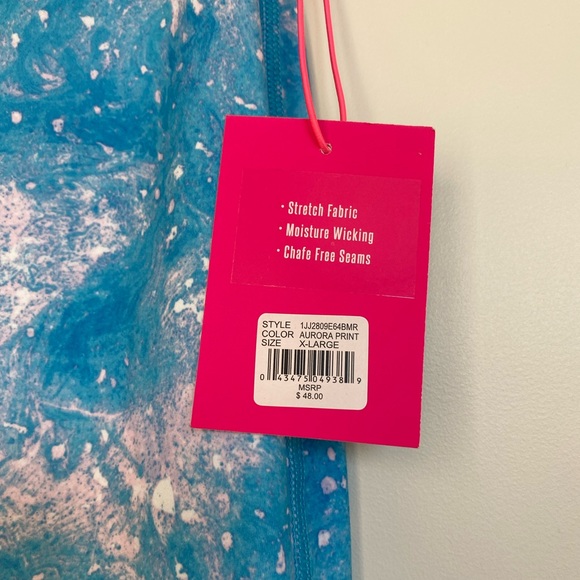 · Stretch Fabric
· Moisture Wicking
· Chafe Free Seams
STYLE 1JJ2809E64BMR
COLOR AURORA PRINT
SIZE X-LARGE
0 43475 04938 9
MSRP
$ 48.00